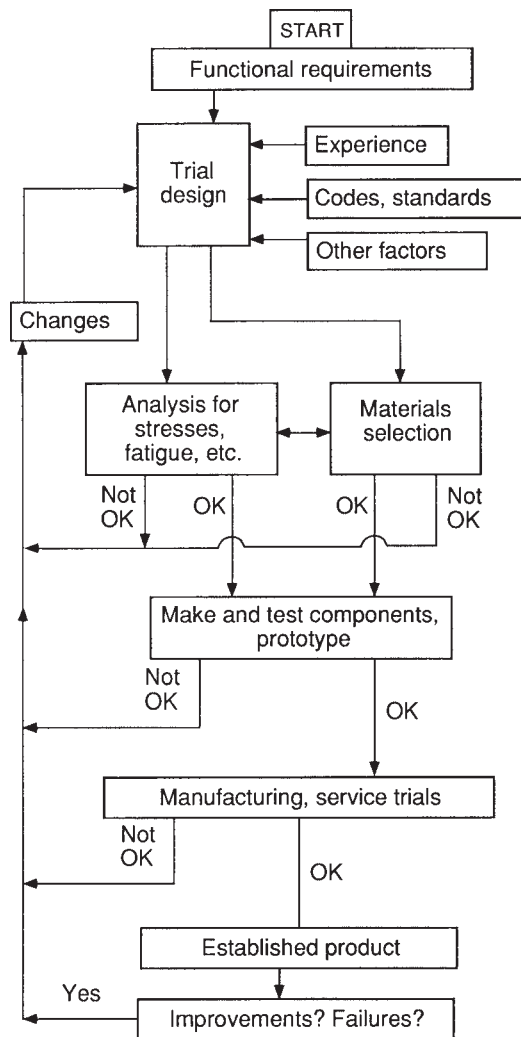 START
Functional requirements
Trial
design
Experience
Codes, standards
Other factors
Changes
Analysis for
stresses,
fatigue, etc.
Materials
selection
Not
OK
OK
OK
Not
OK
Make and test components,
prototype
Not
OK
OK
Manufacturing, service trials
Not
OK
OK
Established product
Yes
Improvements? Failures?